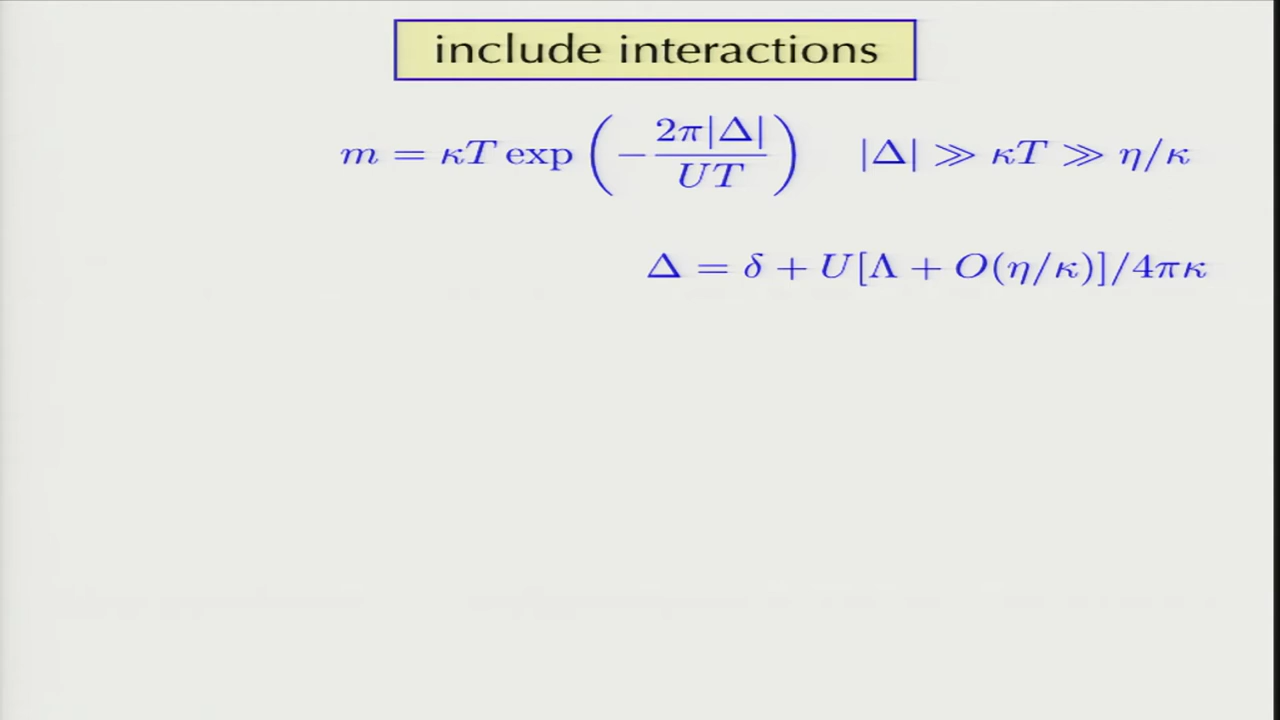 include interactions
m = κT exp(−2π|Δ|/UT) |Δ| ≫ κT ≫ η/κ
Δ = δ + U[Λ + O(η/κ)]/4πκ